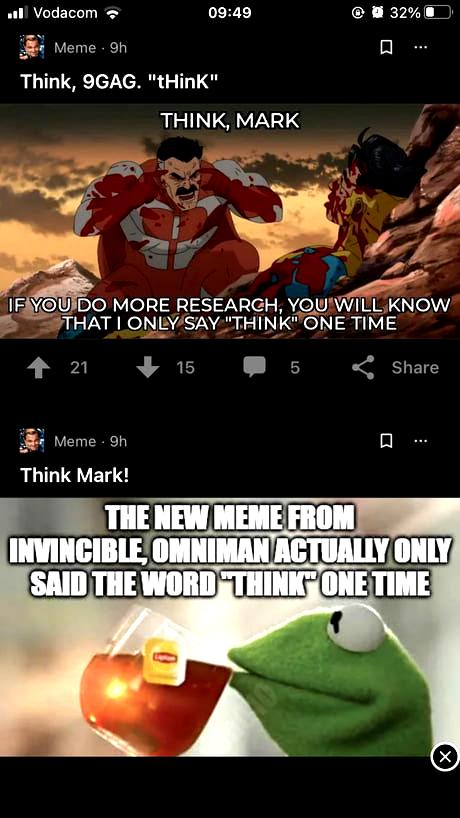 Vodacom 09:49 32%
Meme · 9h
Think, 9GAG. "tHinK"
THINK, MARK
IF YOU DO MORE RESEARCH, YOU WILL KNOW
THAT I ONLY SAY "THINK" ONE TIME
21 15 5 Share
Meme · 9h
Think Mark!
THE NEW MEME FROM
INVINCIBLE, OMNIMAN ACTUALLY ONLY
SAID THE WORD "THINK" ONE TIME
Lipton